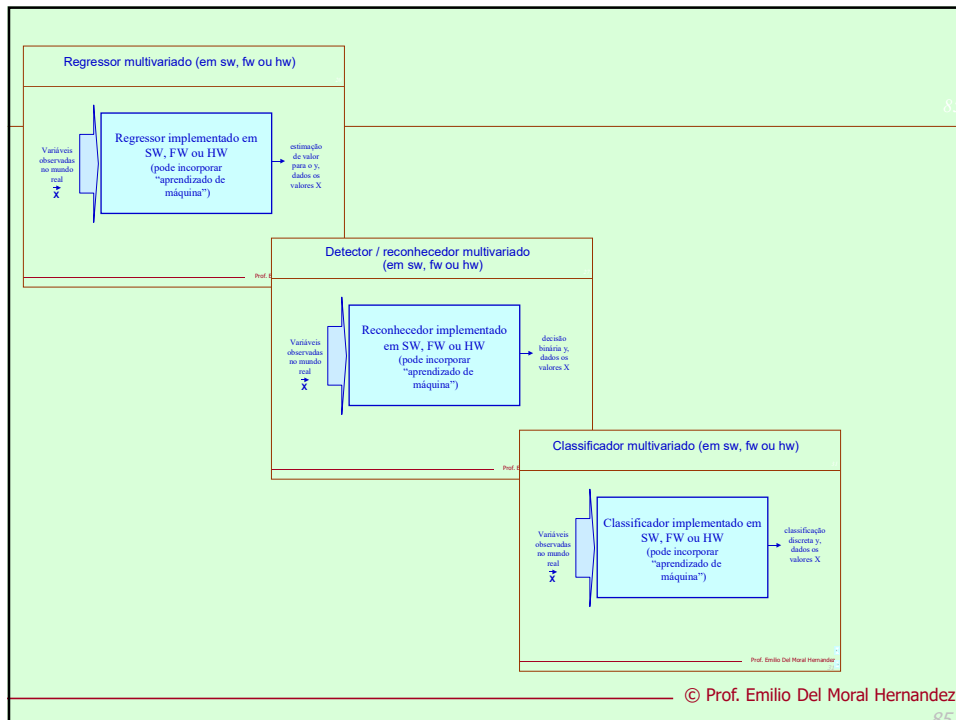 Regressor multivariado (em sw, fw ou hw)
Variáveis
observadas
no mundo
real
X
Regressor implementado em
SW, FW ou HW
(pode incorporar
“aprendizado de
máquina”)
estimação
de valor
para o y,
dados os
valores X
Prof. E
Detector / reconhecedor multivariado
(em sw, fw ou hw)
Variáveis
observadas
no mundo
real
X
Reconhecedor implementado
em SW, FW ou HW
(pode incorporar
“aprendizado de
máquina”)
decisão
binária y,
dados os
valores X
Prof. E
Classificador multivariado (em sw, fw ou hw)
Variáveis
observadas
no mundo
real
X
Classificador implementado em
SW, FW ou HW
(pode incorporar
“aprendizado de
máquina”)
classificação
discreta y,
dados os
valores X
Prof. Emilio Del Moral Hernandez
© Prof. Emilio Del Moral Hernandez
85